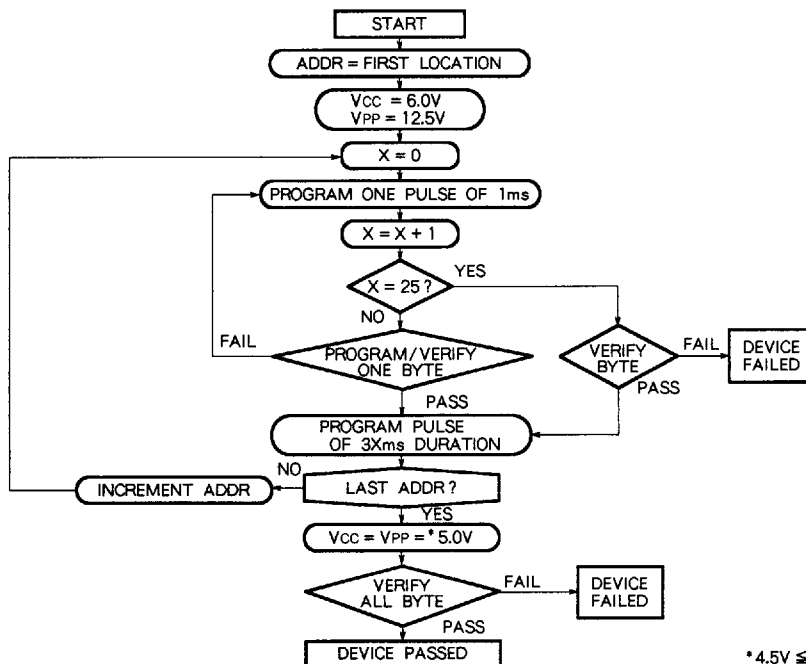 START
ADDR = FIRST LOCATION
VCC = 6.0V
VPP = 12.5V
X = 0
PROGRAM ONE PULSE OF 1ms
X = X + 1
X = 25 ?
YES
NO
FAIL
PROGRAM/VERIFY
ONE BYTE
PASS
VERIFY
BYTE
FAIL
PASS
DEVICE
FAILED
PROGRAM PULSE
OF 3Xms DURATION
NO
INCREMENT ADDR
LAST ADDR ?
YES
VCC = VPP = *5.0V
VERIFY
ALL BYTE
FAIL
DEVICE
FAILED
PASS
DEVICE PASSED
*4.5V ≦